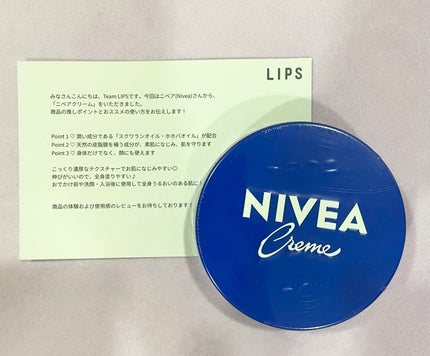 LIPS
みなさんこんにちは、Team LIPSです。今回はニベア(Nivea)さんから、
「ニベアクリーム」をいただきました。
商品の推しポイントとおススメの使い方をお伝えします！
Point 1♡ 潤い成分である「スクワランオイル・ホホバオイル」が配合
Point 2♡ 天然の皮脂膜を補う成分が、素肌になじみ、肌を守ります
Point 3♡ 身体だけでなく、顔にも使えます
こっくり濃厚なテクスチャーでお肌になじみやすい◎
伸びがいいので、全身塗りやすい♪
おでかけ前や洗顔・入浴後に使用して全身うるおいのある肌に！
商品の体験および使用感のレビューをお待ちしております！
NIVEA
Creme